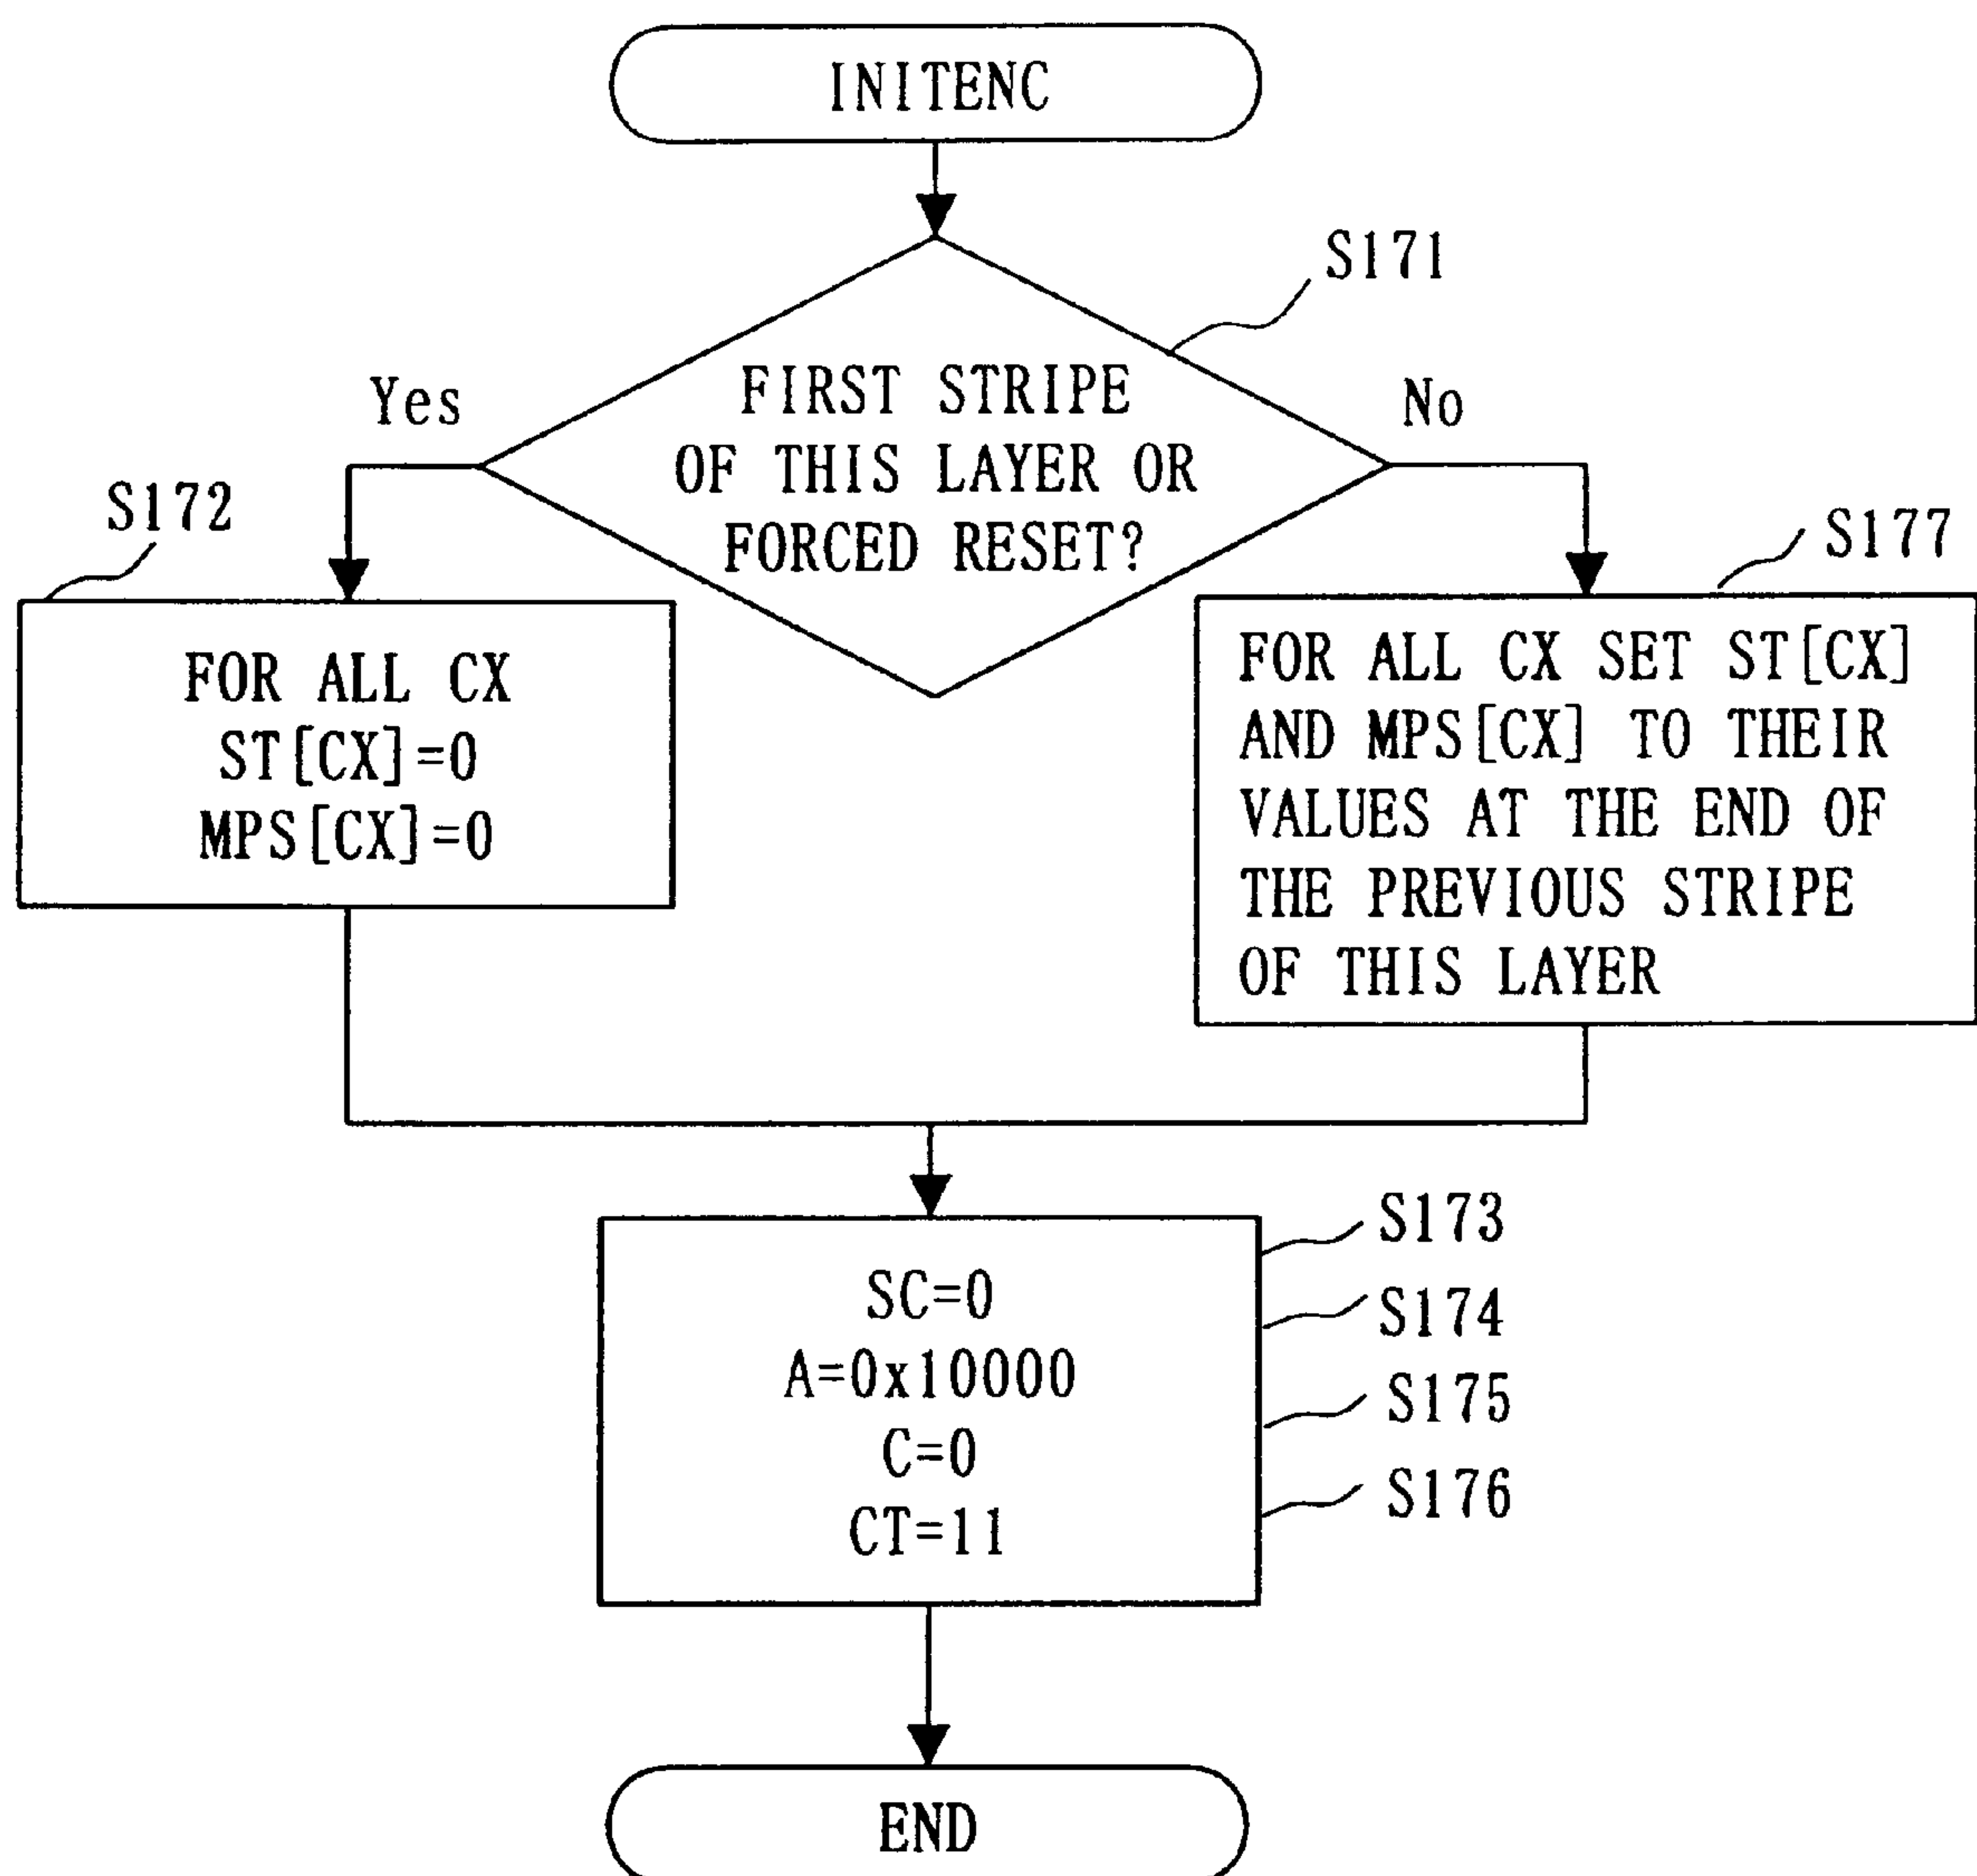 INITENC
S171
FIRST STRIPE
OF THIS LAYER OR
FORCED RESET?
Yes
No
S172
S177
FOR ALL CX
ST[CX]=0
MPS[CX]=0
FOR ALL CX SET ST[CX]
AND MPS[CX] TO THEIR
VALUES AT THE END OF
THE PREVIOUS STRIPE
OF THIS LAYER
SC=0
A=0x10000
C=0
CT=11
S173
S174
S175
S176
END